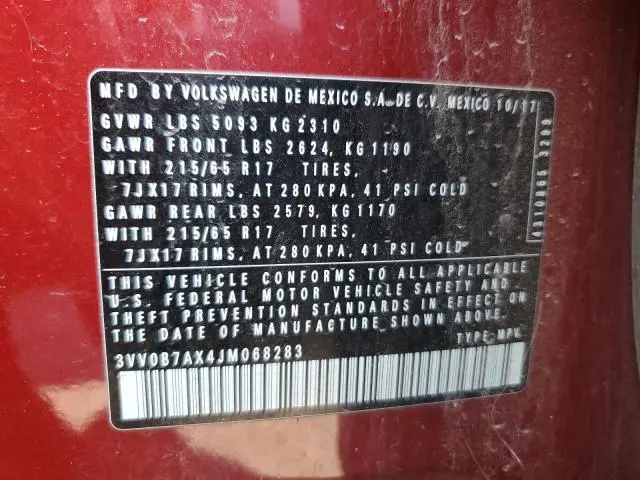 MFD BY VOLKSWAGEN DE MEXICO S.A. DE C.V. MEXICO 10/17
GVWR LBS 5093 KG 2310
GAWR FRONT LBS 2624, KG 1190
WITH 215/65 R17 TIRES,
7JX17 RIMS, AT 280 KPA, 41 PSI COLD
GAWR REAR LBS 2579, KG 1170
WITH 215/65 R17 TIRES,
7JX17 RIMS, AT 280 KPA, 41 PSI COLD
THIS VEHICLE CONFORMS TO ALL APPLICABLE
U.S. FEDERAL MOTOR VEHICLE SAFETY AND
THEFT PREVENTION STANDARDS IN EFFECT ON
THE DATE OF MANUFACTURE SHOWN ABOVE.
TYPE: MPV
3VV0B7AX4JM068283
3299